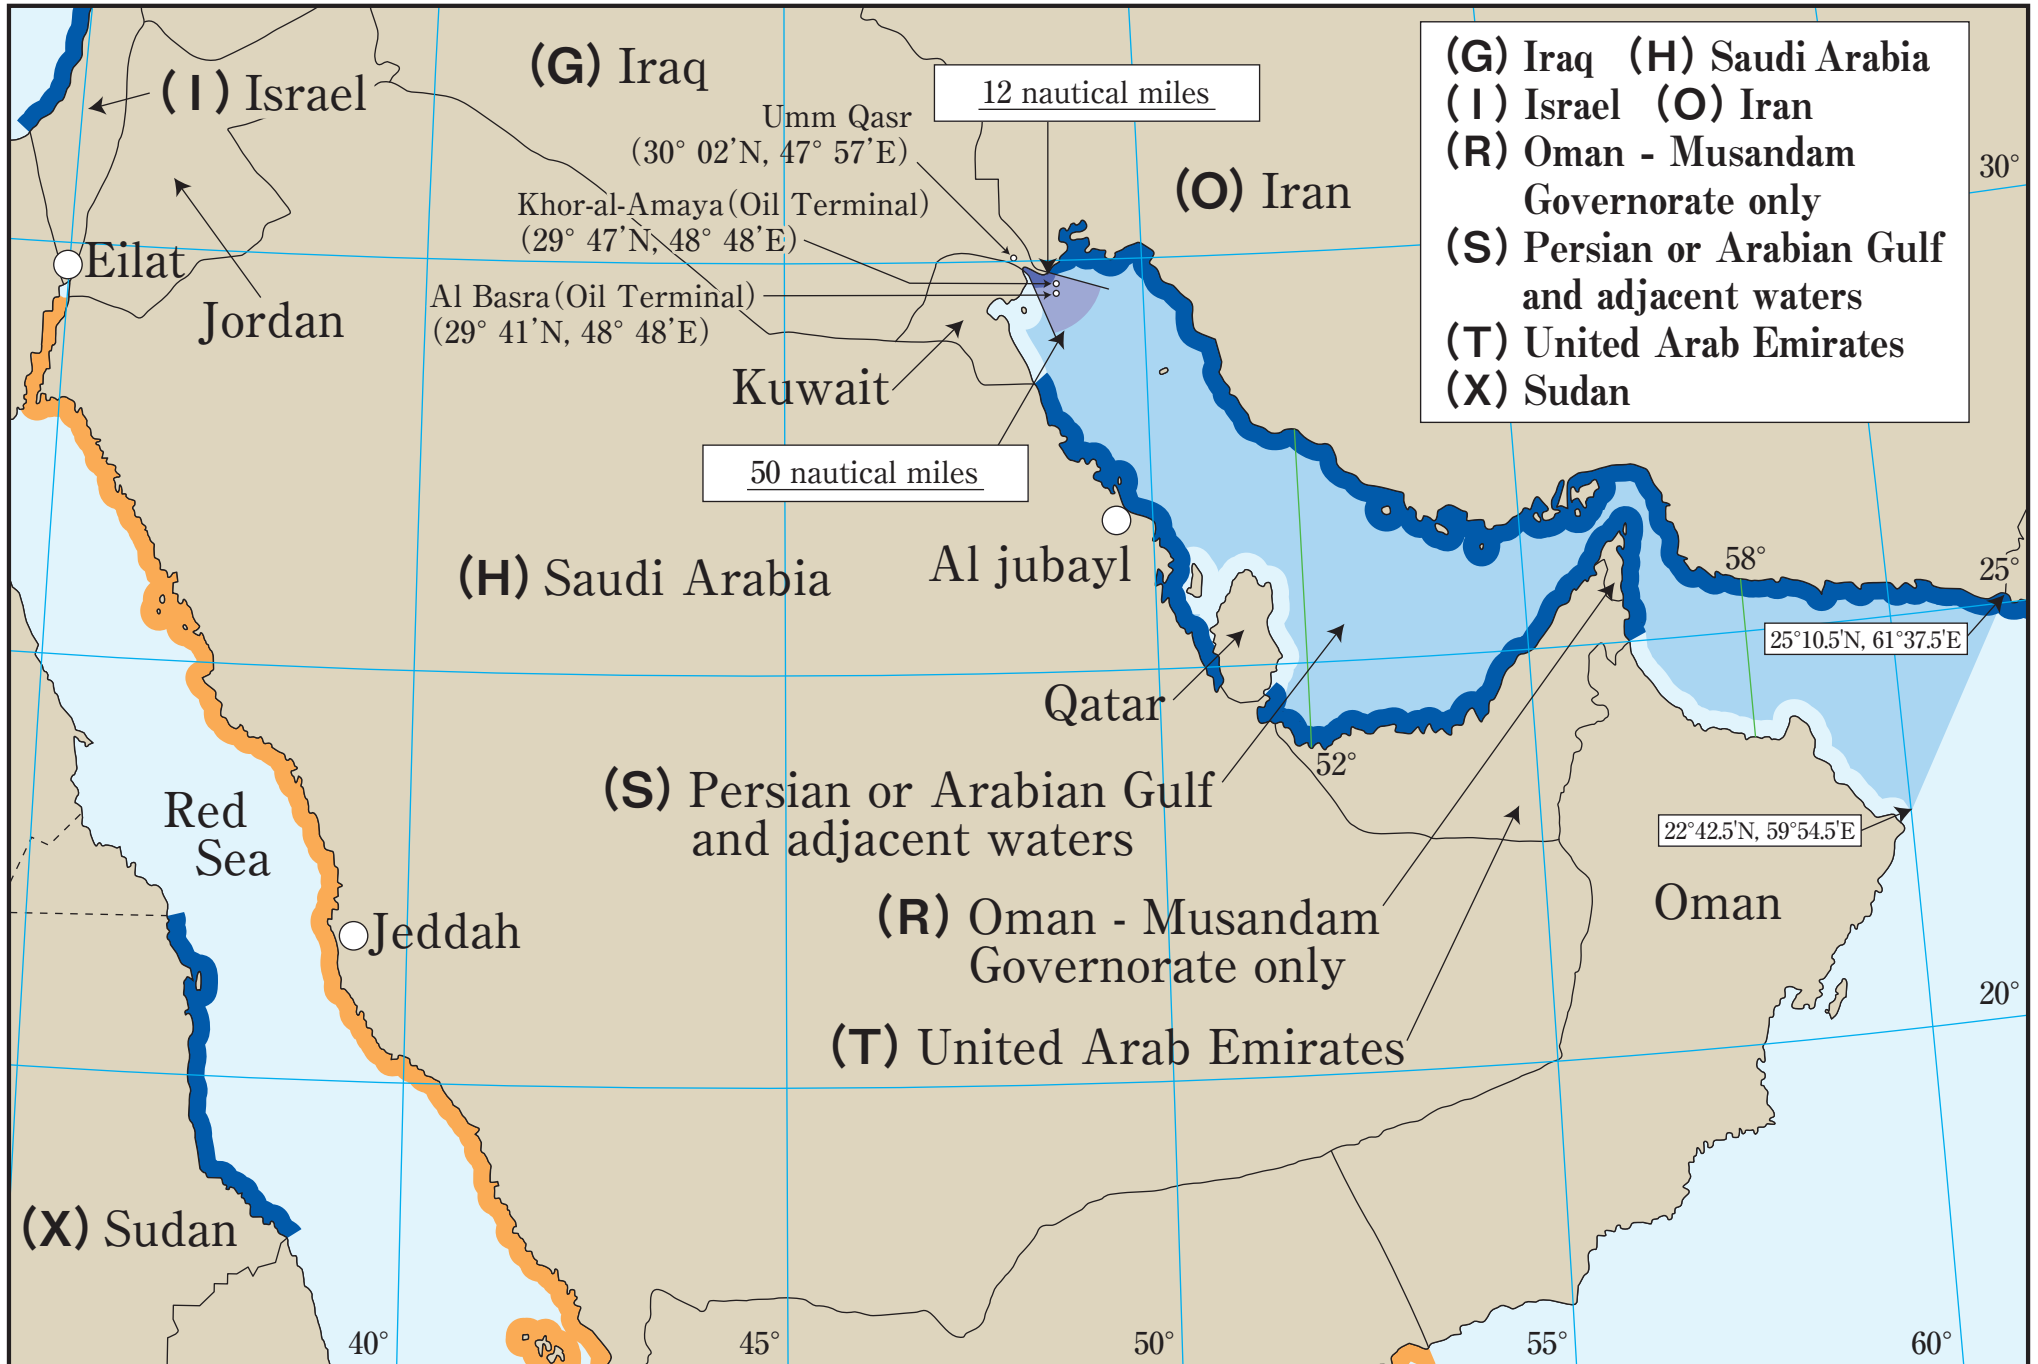 (G) Iraq (H) Saudi Arabia
(I) Israel (O) Iran
(R) Oman - Musandam
Governorate only
(S) Persian or Arabian Gulf
and adjacent waters
(T) United Arab Emirates
(X) Sudan
(G) Iraq
12 nautical miles
(I) Israel
Umm Qasr
(30° 02’N, 47° 57’E)
30°
(O) Iran
Khor-al-Amaya(Oil Terminal)
(29° 47’N, 48° 48’E)
Eilat
Al Basra(Oil Terminal)
(29° 41’N, 48° 48’E)
Jordan
Kuwait
50 nautical miles
Al jubayl
(H) Saudi Arabia
58°
25°
25°10.5'N, 61°37.5'E
Qatar
52°
(S) Persian or Arabian Gulf
and adjacent waters
Red
Sea
22°42.5'N, 59°54.5'E
Oman
(R) Oman - Musandam
Governorate only
Jeddah
20°
(T) United Arab Emirates
(X) Sudan
40°
45°
50°
55°
60°